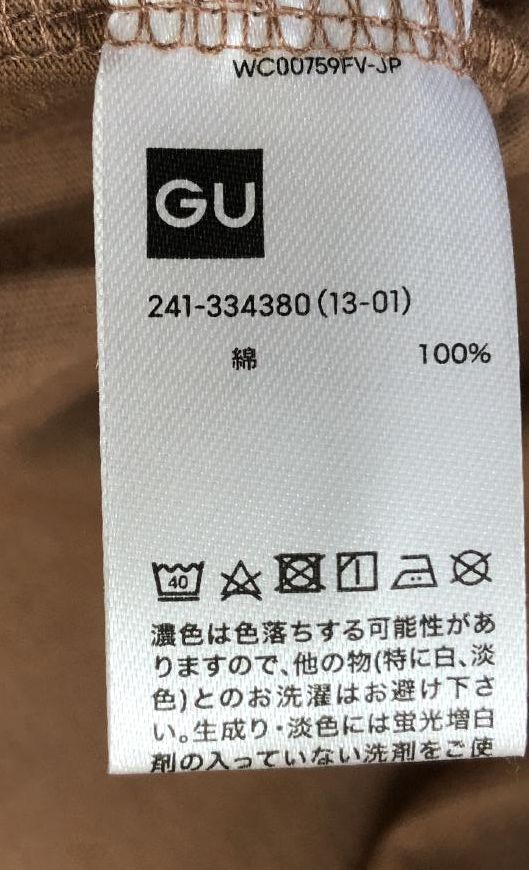 WC00759FV-JP
GU
241-334380(13-01)
綿 100%
40
濃色は色落ちする可能性があ
りますので、他の物(特に白、淡
色)とのお洗濯はお避け下さ
い。生成り・淡色には蛍光増白
剤の入っていない洗剤をご使